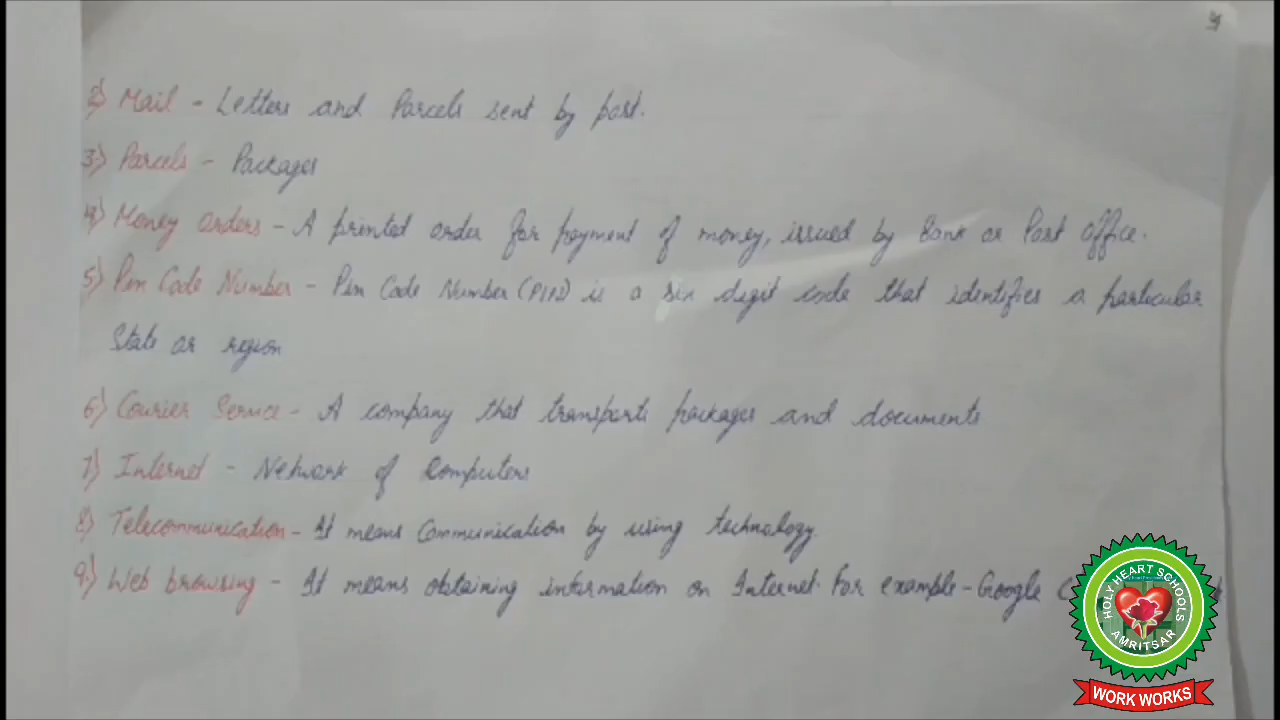 2) Mail - Letters and Parcels sent by post.
3) Parcels - Packages
4) Money Orders - A printed order for payment of money, issued by Bank or Post Office.
5) Pin Code Number - Pin Code Number (PIN) is a six digit code that identifies a particular
State or region
6) Courier Service - A company that transports packages and documents
7) Internet - Network of Computers
8) Telecommunication - It means Communication by using technology.
9) Web browsing - It means obtaining information on Internet. For example - Google
HOLY HEART SCHOOLS
AMRITSAR
WORK WORKS